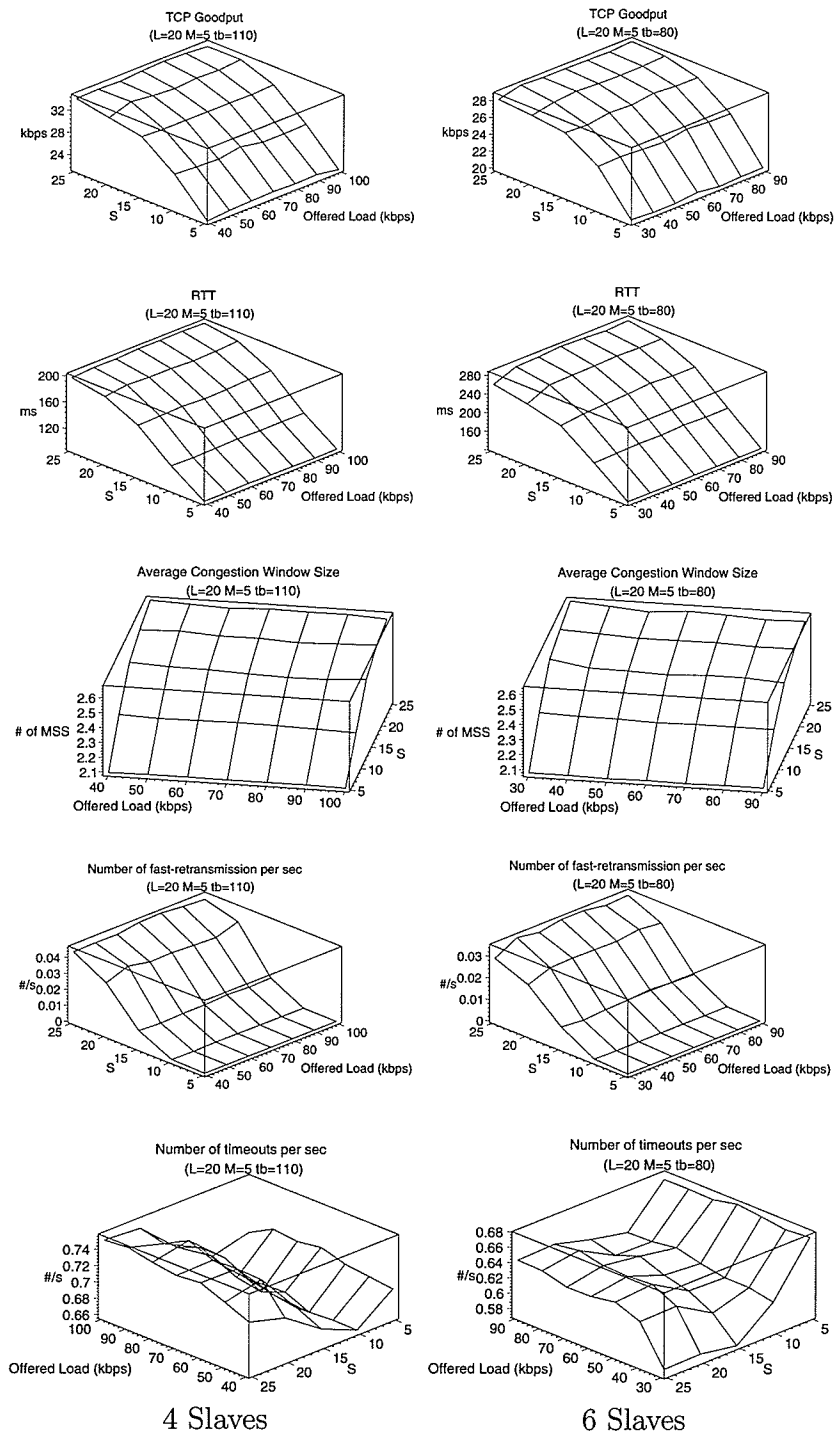 TCP Goodput
(L=20 M=5 tb=110)
32
kbps 28
24
25
20
S 15
10
5
40 50 60 70 80 90 100
Offered Load (kbps)
TCP Goodput
(L=20 M=5 tb=80)
28
26
kbps 24
22
20
25
20
S 15
10
5
30 40 50 60 70 80 90
Offered Load (kbps)
RTT
(L=20 M=5 tb=110)
200
160
ms
120
25
20
S 15
10
5
40 50 60 70 80 90 100
Offered Load (kbps)
RTT
(L=20 M=5 tb=80)
280
240
ms 200
160
25
20
S 15
10
5
30 40 50 60 70 80 90
Offered Load (kbps)
Average Congestion Window Size
(L=20 M=5 tb=110)
2.6
2.5
2.4
# of MSS
2.3
2.2
2.1
40 50 60 70 80 90 100
Offered Load (kbps)
25
20
15 S
10
5
Average Congestion Window Size
(L=20 M=5 tb=80)
2.6
2.5
2.4
# of MSS
2.3
2.2
2.1
30 40 50 60 70 80 90
Offered Load (kbps)
25
20
15 S
10
5
Number of fast-retransmission per sec
(L=20 M=5 tb=110)
0.04
0.03
#/s 0.02
0.01
0
25
20
S 15
10
5
40 50 60 70 80 90 100
Offered Load (kbps)
Number of fast-retransmission per sec
(L=20 M=5 tb=80)
0.03
#/s 0.02
0.01
0
25
20
S 15
10
5
30 40 50 60 70 80 90
Offered Load (kbps)
Number of timeouts per sec
(L=20 M=5 tb=110)
0.74
0.72
#/s 0.7
0.68
0.66
100 90 80 70 60 50 40
Offered Load (kbps)
25
20
15 S
10
5
Number of timeouts per sec
(L=20 M=5 tb=80)
0.68
0.66
0.64
#/s 0.62
0.6
0.58
90 80 70 60 50 40 30
Offered Load (kbps)
25
20
15 S
10
5
4 Slaves
6 Slaves